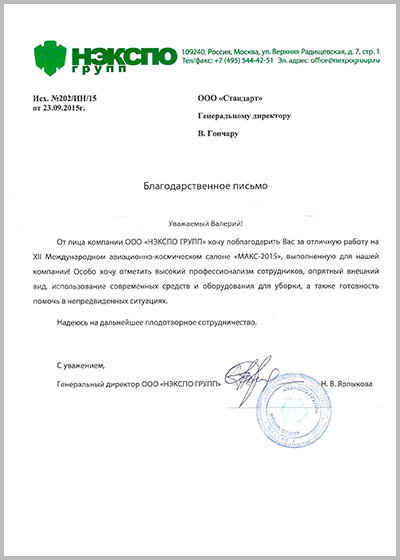 НЭКСПО
групп
109240, Россия, Москва, ул. Верхняя Радищевская, д. 7, стр. 1
Тел/факс: +7 (495) 544-42-51 Эл. адрес: office@nexpogroup.ru
Исх. №202/ИН/15
от 23.09.2015г.
ООО «Стандарт»
Генеральному директору
В. Гончару
Благодарственное письмо
Уважаемый Валерий!
От лица компании ООО «НЭКСПО ГРУПП» хочу поблагодарить Вас за отличную работу на
XII Международном авиационно-космическом салоне «МАКС-2015», выполненную для нашей
компании! Особо хочу отметить высокий профессионализм сотрудников, опрятный внешний
вид, использование современных средств и оборудования для уборки, а также готовность
помочь в непредвиденных ситуациях.
Надеюсь на дальнейшее плодотворное сотрудничество.
С уважением,
Генеральный директор ООО «НЭКСПО ГРУПП»
Н. В. Ярлыкова
«НЭКСПО ГРУПП»